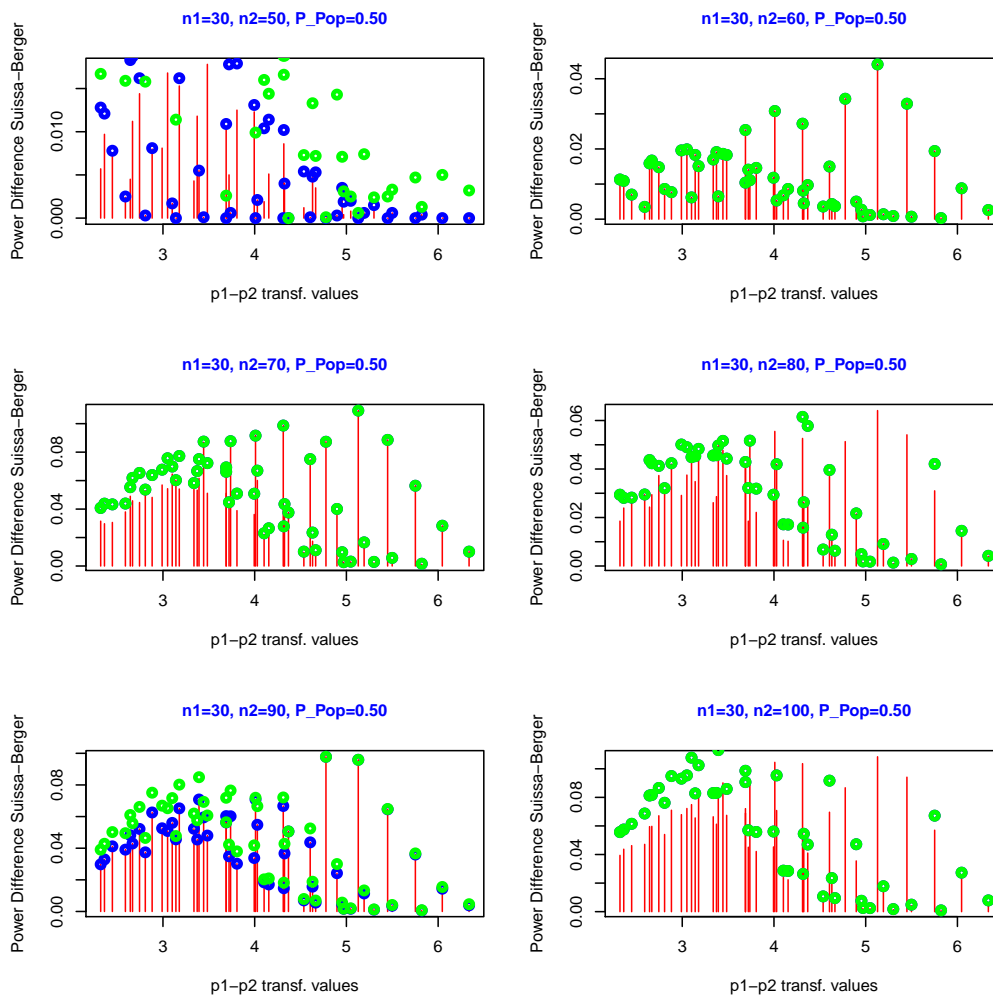 n1=30, n2=50, P_Pop=0.50
Power Difference Suissa−Berger
0.000
0.010
3
4
5
6
p1−p2 transf. values
n1=30, n2=60, P_Pop=0.50
Power Difference Suissa−Berger
0.00
0.02
0.04
3
4
5
6
p1−p2 transf. values
n1=30, n2=70, P_Pop=0.50
Power Difference Suissa−Berger
0.00
0.04
0.08
3
4
5
6
p1−p2 transf. values
n1=30, n2=80, P_Pop=0.50
Power Difference Suissa−Berger
0.00
0.02
0.04
0.06
3
4
5
6
p1−p2 transf. values
n1=30, n2=90, P_Pop=0.50
Power Difference Suissa−Berger
0.00
0.04
0.08
3
4
5
6
p1−p2 transf. values
n1=30, n2=100, P_Pop=0.50
Power Difference Suissa−Berger
0.00
0.04
0.08
3
4
5
6
p1−p2 transf. values